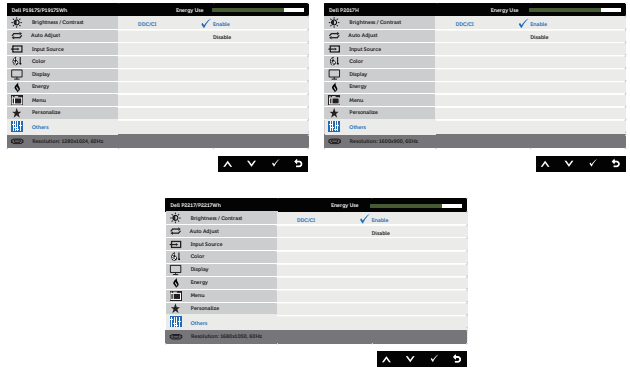 Dell P1917S/P1917SWh Energy Use
Brightness / Contrast DDC/CI Enable
Auto Adjust Disable
Input Source
Color
Display
Energy
Menu
Personalize
Others
Resolution: 1280x1024, 60Hz
Dell P2017H Energy Use
Brightness / Contrast DDC/CI Enable
Auto Adjust Disable
Input Source
Color
Display
Energy
Menu
Personalize
Others
Resolution: 1600x900, 60Hz
Dell P2217/P2217Wh Energy Use
Brightness / Contrast DDC/CI Enable
Auto Adjust Disable
Input Source
Color
Display
Energy
Menu
Personalize
Others
Resolution: 1680x1050, 60Hz